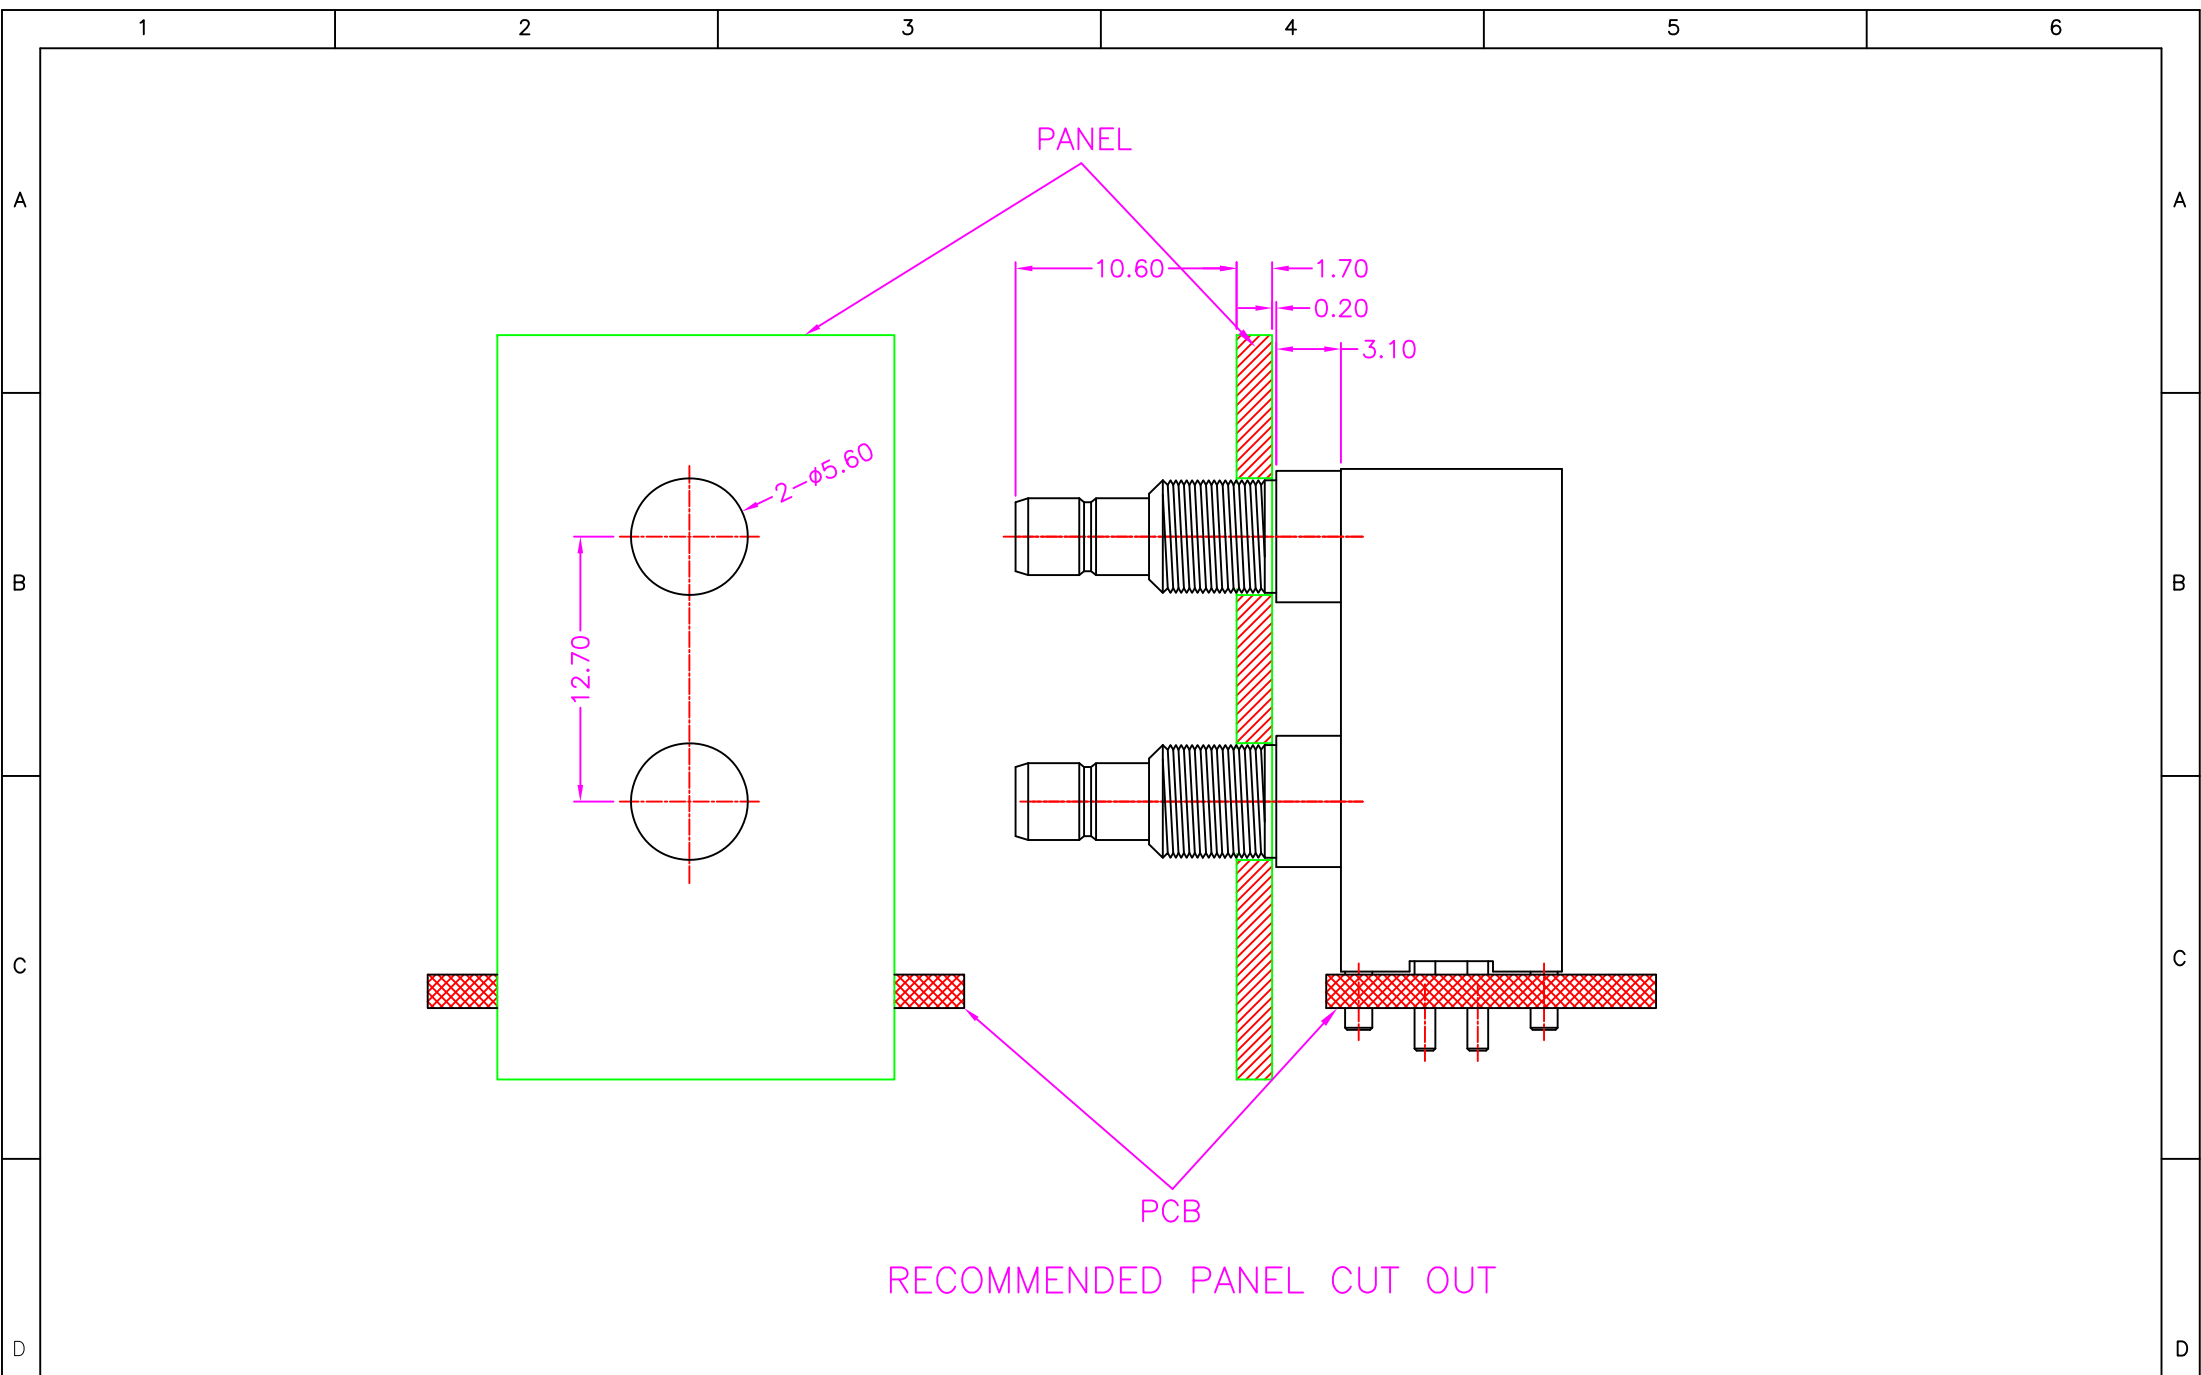 1 2 3 4 5 6
PANEL
A A
10.60 1.70
0.20
3.10
2-ø5.60
B B
12.70
C C
PCB
RECOMMENDED PANEL CUT OUT
D D